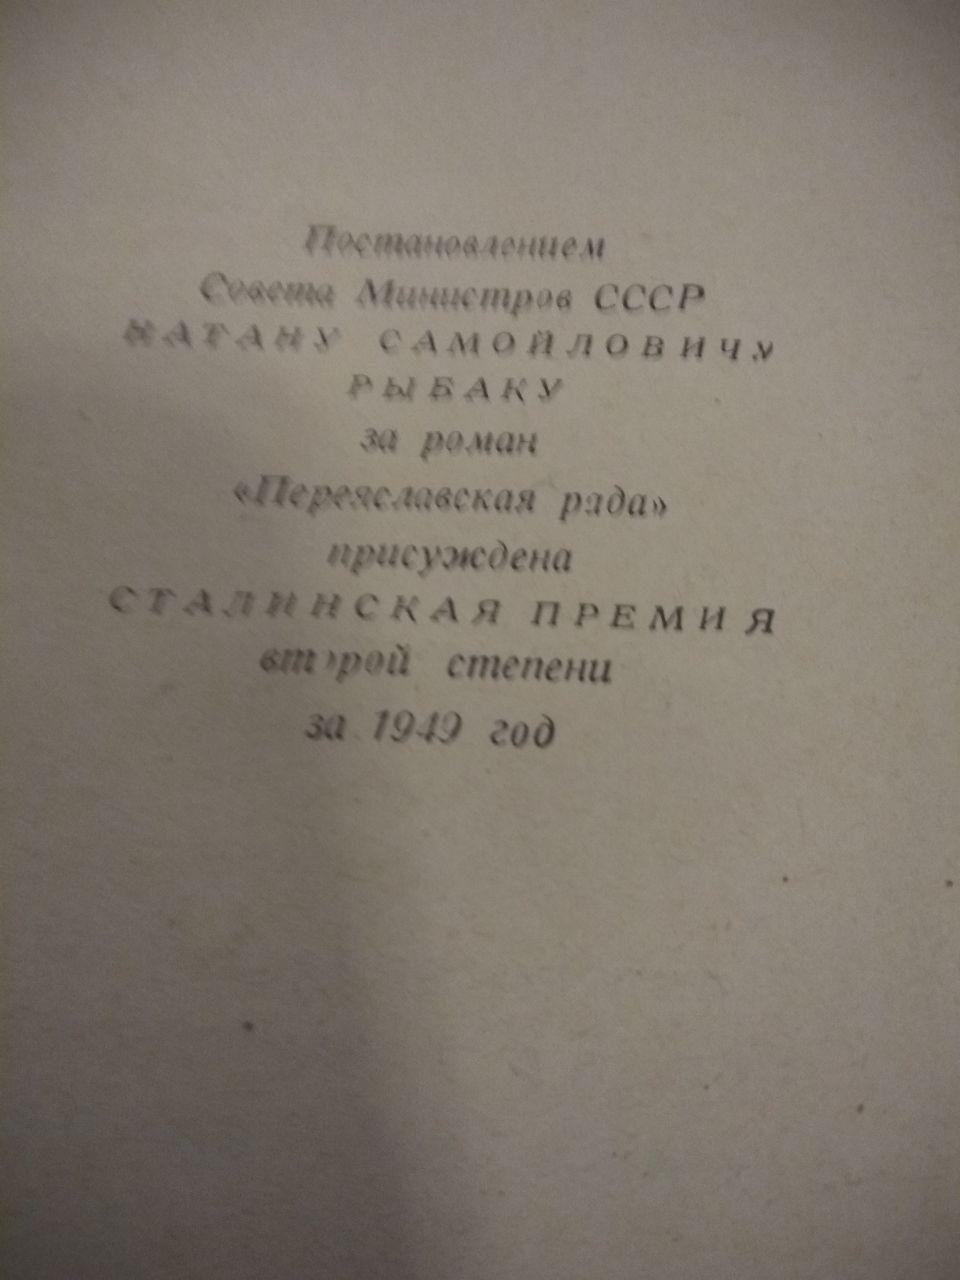 Постановлением
Совета Министров СССР
НАТАНУ САМОЙЛОВИЧУ
РЫБАКУ
за роман
«Переяславская рада»
присуждена
СТАЛИНСКАЯ ПРЕМИЯ
второй степени
за 1949 год